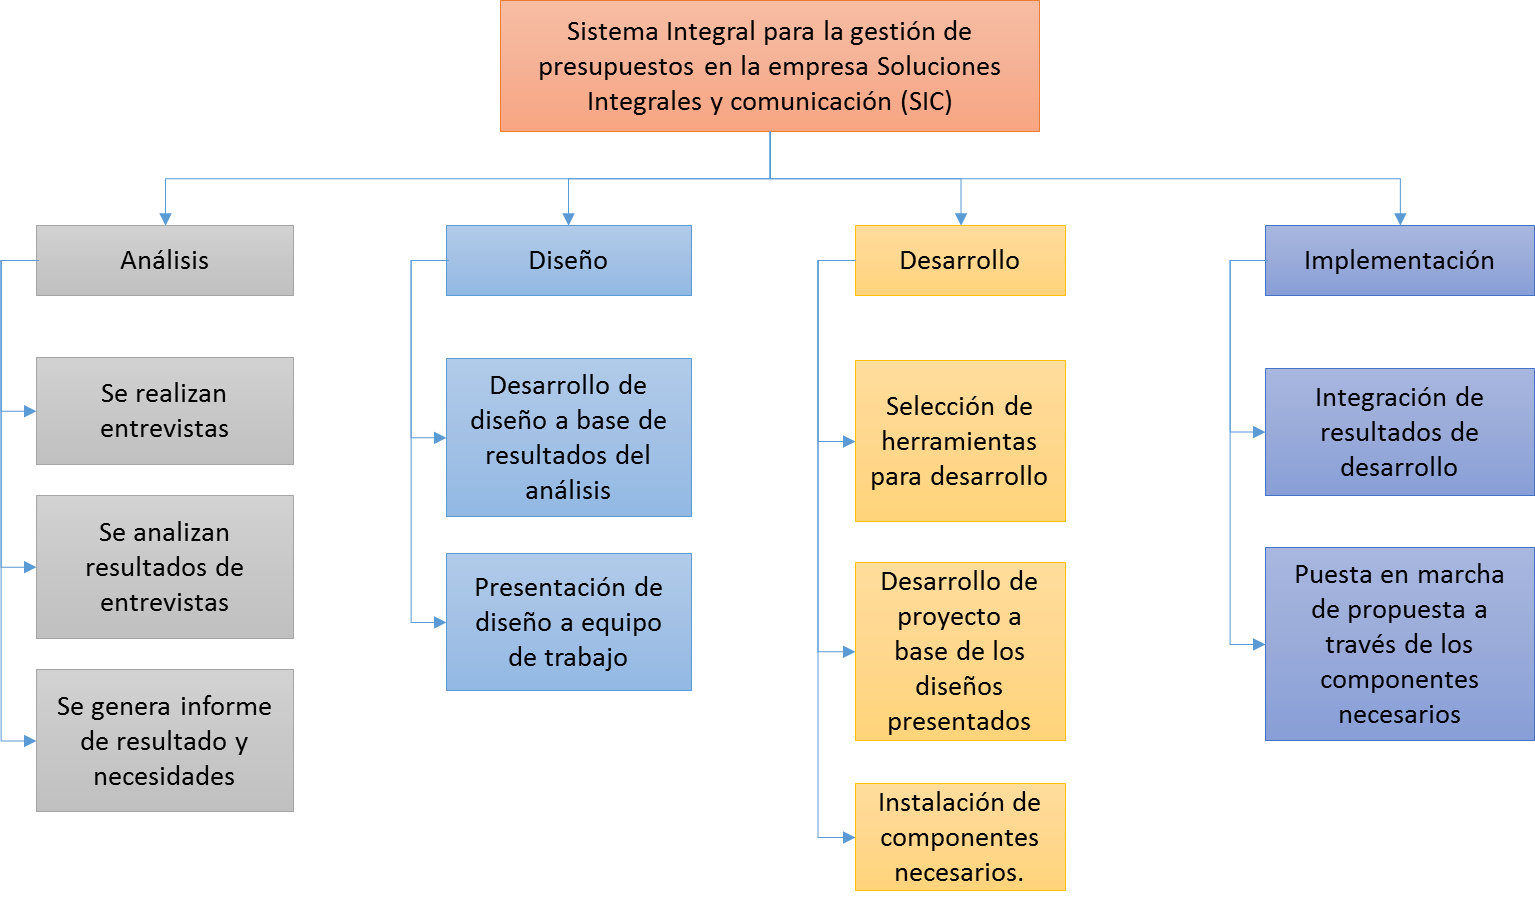 Sistema Integral para la gestión de
presupuestos en la empresa Soluciones
Integrales y comunicación (SIC)
Análisis
Se realizan
entrevistas
Se analizan
resultados de
entrevistas
Se genera informe
de resultado y
necesidades
Diseño
Desarrollo de
diseño a base de
resultados del
análisis
Presentación de
diseño a equipo
de trabajo
Desarrollo
Selección de
herramientas
para desarrollo
Desarrollo de
proyecto a
base de los
diseños
presentados
Instalación de
componentes
necesarios.
Implementación
Integración de
resultados de
desarrollo
Puesta en marcha
de propuesta a
través de los
componentes
necesarios